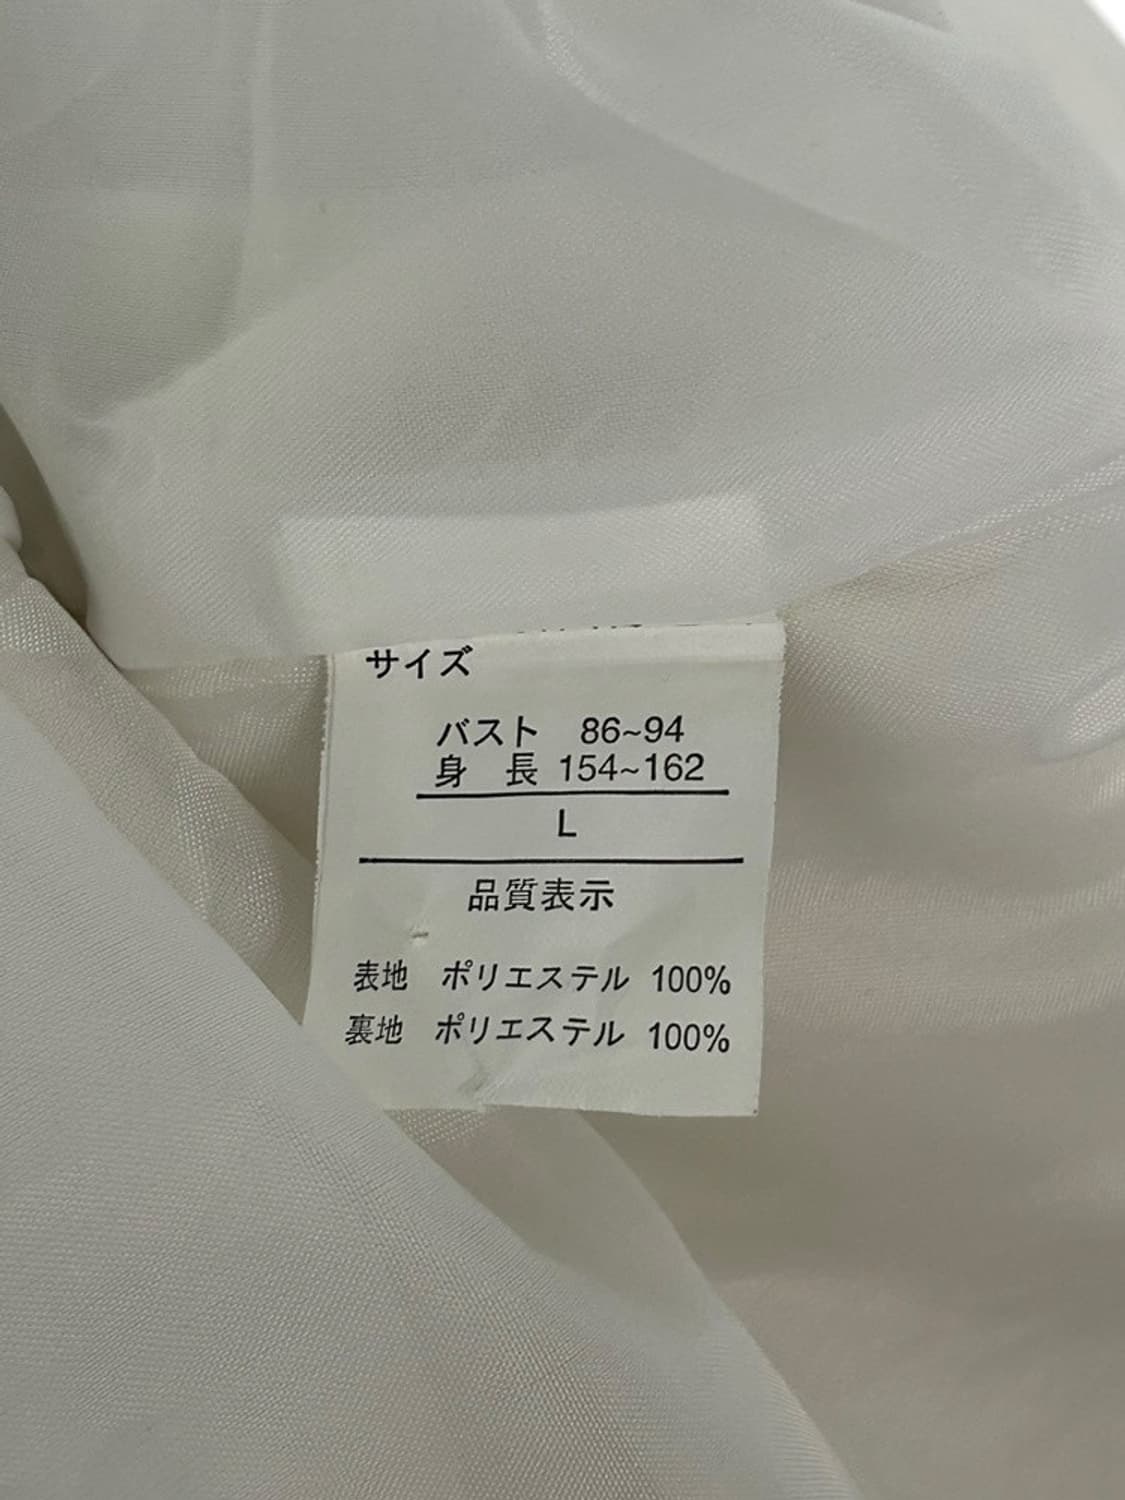 サイズ
バスト 86~94
身 長 154~162
L
品質表示
表地 ポリエステル 100%
裏地 ポリエステル 100%